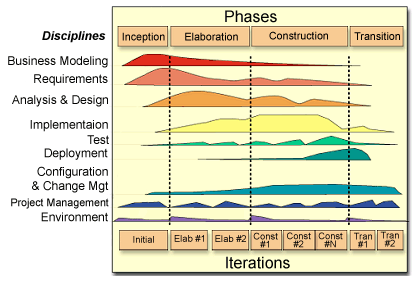 Phases
Disciplines
Inception
Elaboration
Construction
Transition
Business Modeling
Requirements
Analysis & Design
Implementaion
Test
Deployment
Configuration
& Change Mgt
Project Management
Environment
Initial
Elab #1
Elab #2
Const
#1
Const
#2
Const
#N
Tran
#1
Tran
#2
Iterations